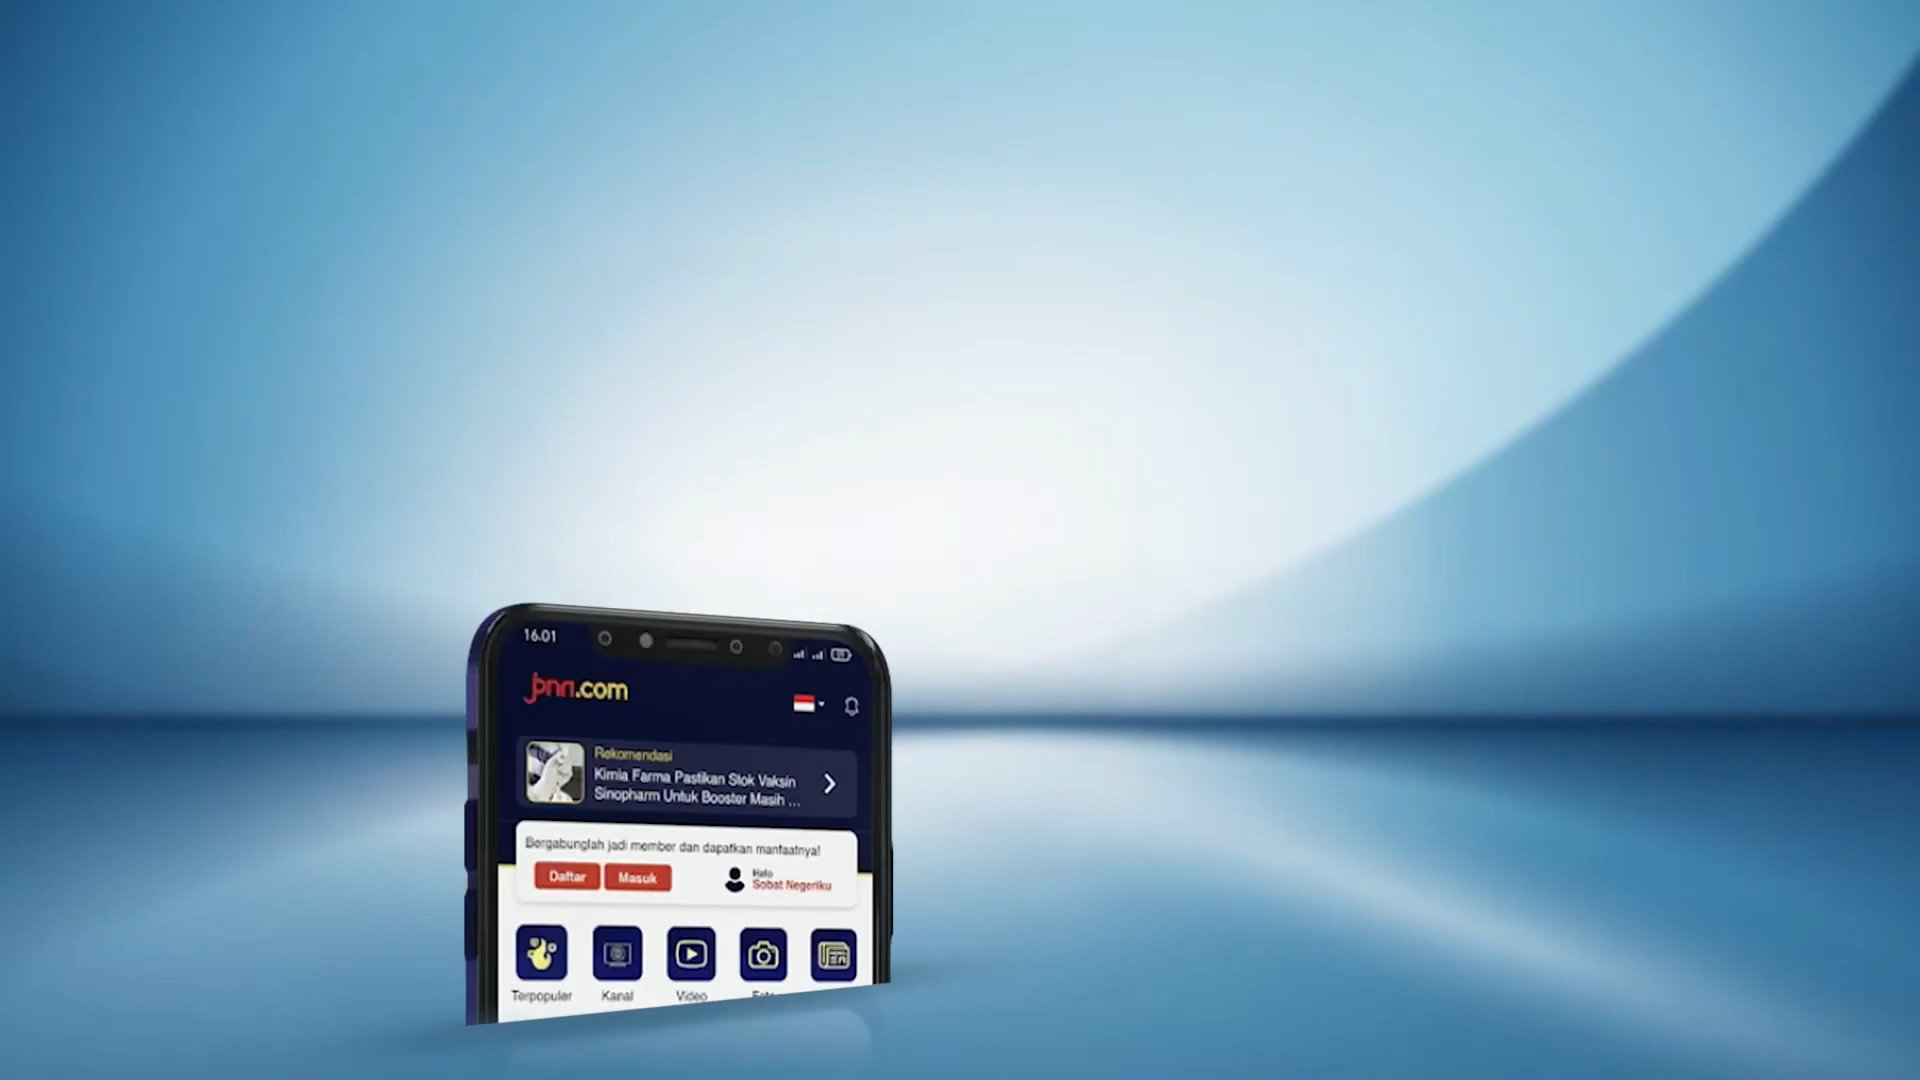 16.01
jpnn.com
Rekomendasi
Kimia Farma Pastikan Stok Vaksin
Sinopharm Untuk Booster Masih ...
Bergabunglah jadi member dan dapatkan manfaatnya!
Daftar
Masuk
Halo
Sobat Negeriku
Terpopuler
Kanal
Video
Foto